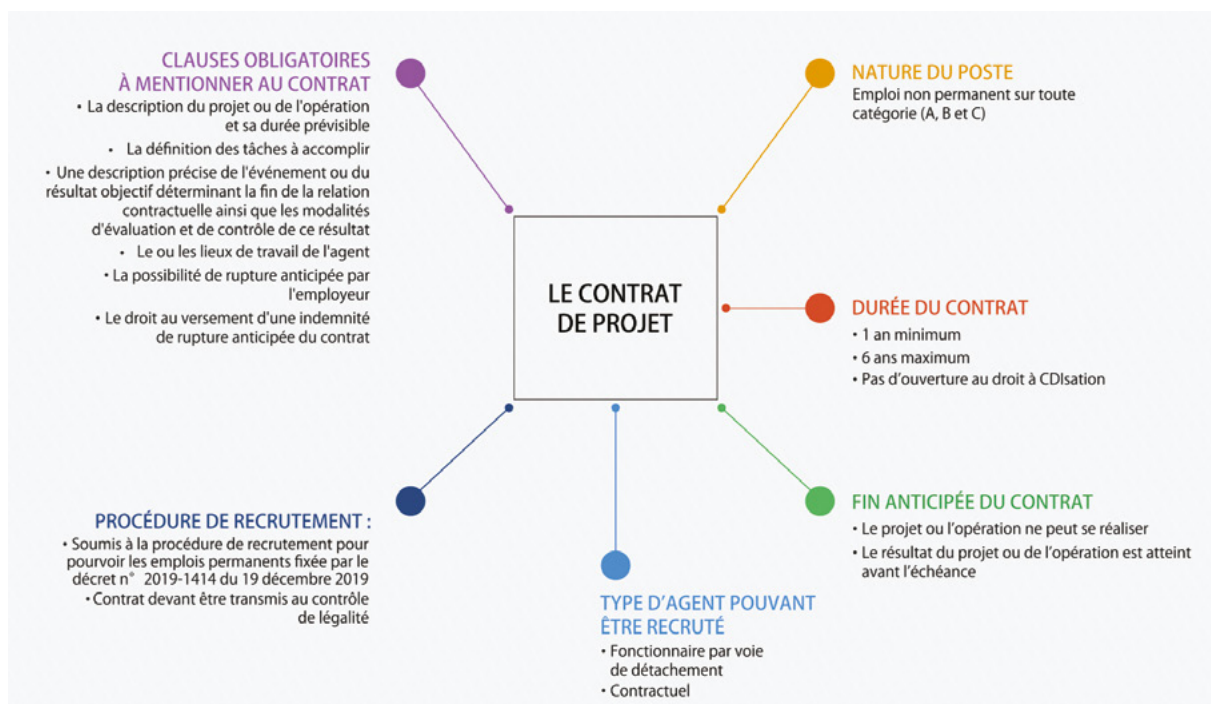 CLAUSES OBLIGATOIRES
À MENTIONNER AU CONTRAT
• La description du projet ou de l'opération
et sa durée prévisible
• La définition des tâches à accomplir
• Une description précise de l'événement ou du
résultat objectif déterminant la fin de la relation
contractuelle ainsi que les modalités
d'évaluation et de contrôle de ce résultat
• Le ou les lieux de travail de l'agent
• La possibilité de rupture anticipée par
l'employeur
• Le droit au versement d'une indemnité
de rupture anticipée du contrat
NATURE DU POSTE
Emploi non permanent sur toute
catégorie (A, B et C)
LE CONTRAT
DE PROJET
DURÉE DU CONTRAT
• 1 an minimum
• 6 ans maximum
• Pas d'ouverture au droit à CDIsation
PROCÉDURE DE RECRUTEMENT :
• Soumis à la procédure de recrutement pour
pourvoir les emplois permanents fixée par le
décret n° 2019-1414 du 19 décembre 2019
• Contrat devant être transmis au contrôle
de légalité
TYPE D'AGENT POUVANT
ÊTRE RECRUTÉ
• Fonctionnaire par voie
de détachement
• Contractuel
FIN ANTICIPÉE DU CONTRAT
• Le projet ou l'opération ne peut se réaliser
• Le résultat du projet ou de l'opération est atteint
avant l'échéance